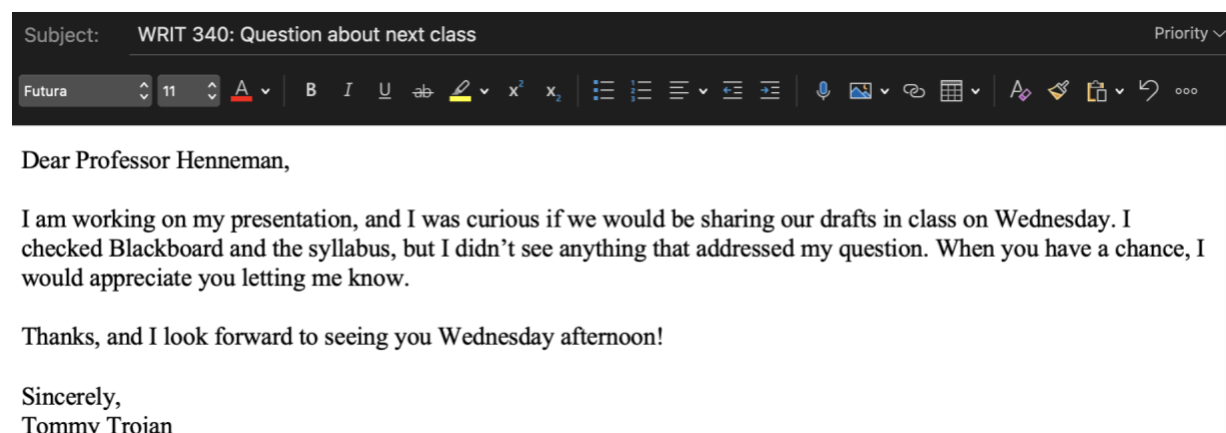 Subject: WRIT 340: Question about next class Priority
Futura 11 A B I U ab x² x₂ A
Dear Professor Henneman,
I am working on my presentation, and I was curious if we would be sharing our drafts in class on Wednesday. I
checked Blackboard and the syllabus, but I didn’t see anything that addressed my question. When you have a chance, I
would appreciate you letting me know.
Thanks, and I look forward to seeing you Wednesday afternoon!
Sincerely,
Tommy Trojan